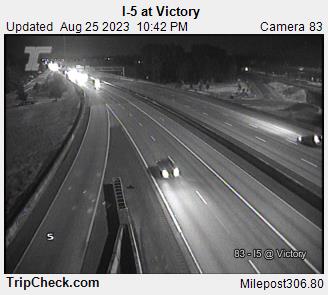 I-5 at Victory
Updated Aug 25 2023 10:42 PM Camera 83
S
83 - I5 @ Victory
TripCheck.com Milepost306.80